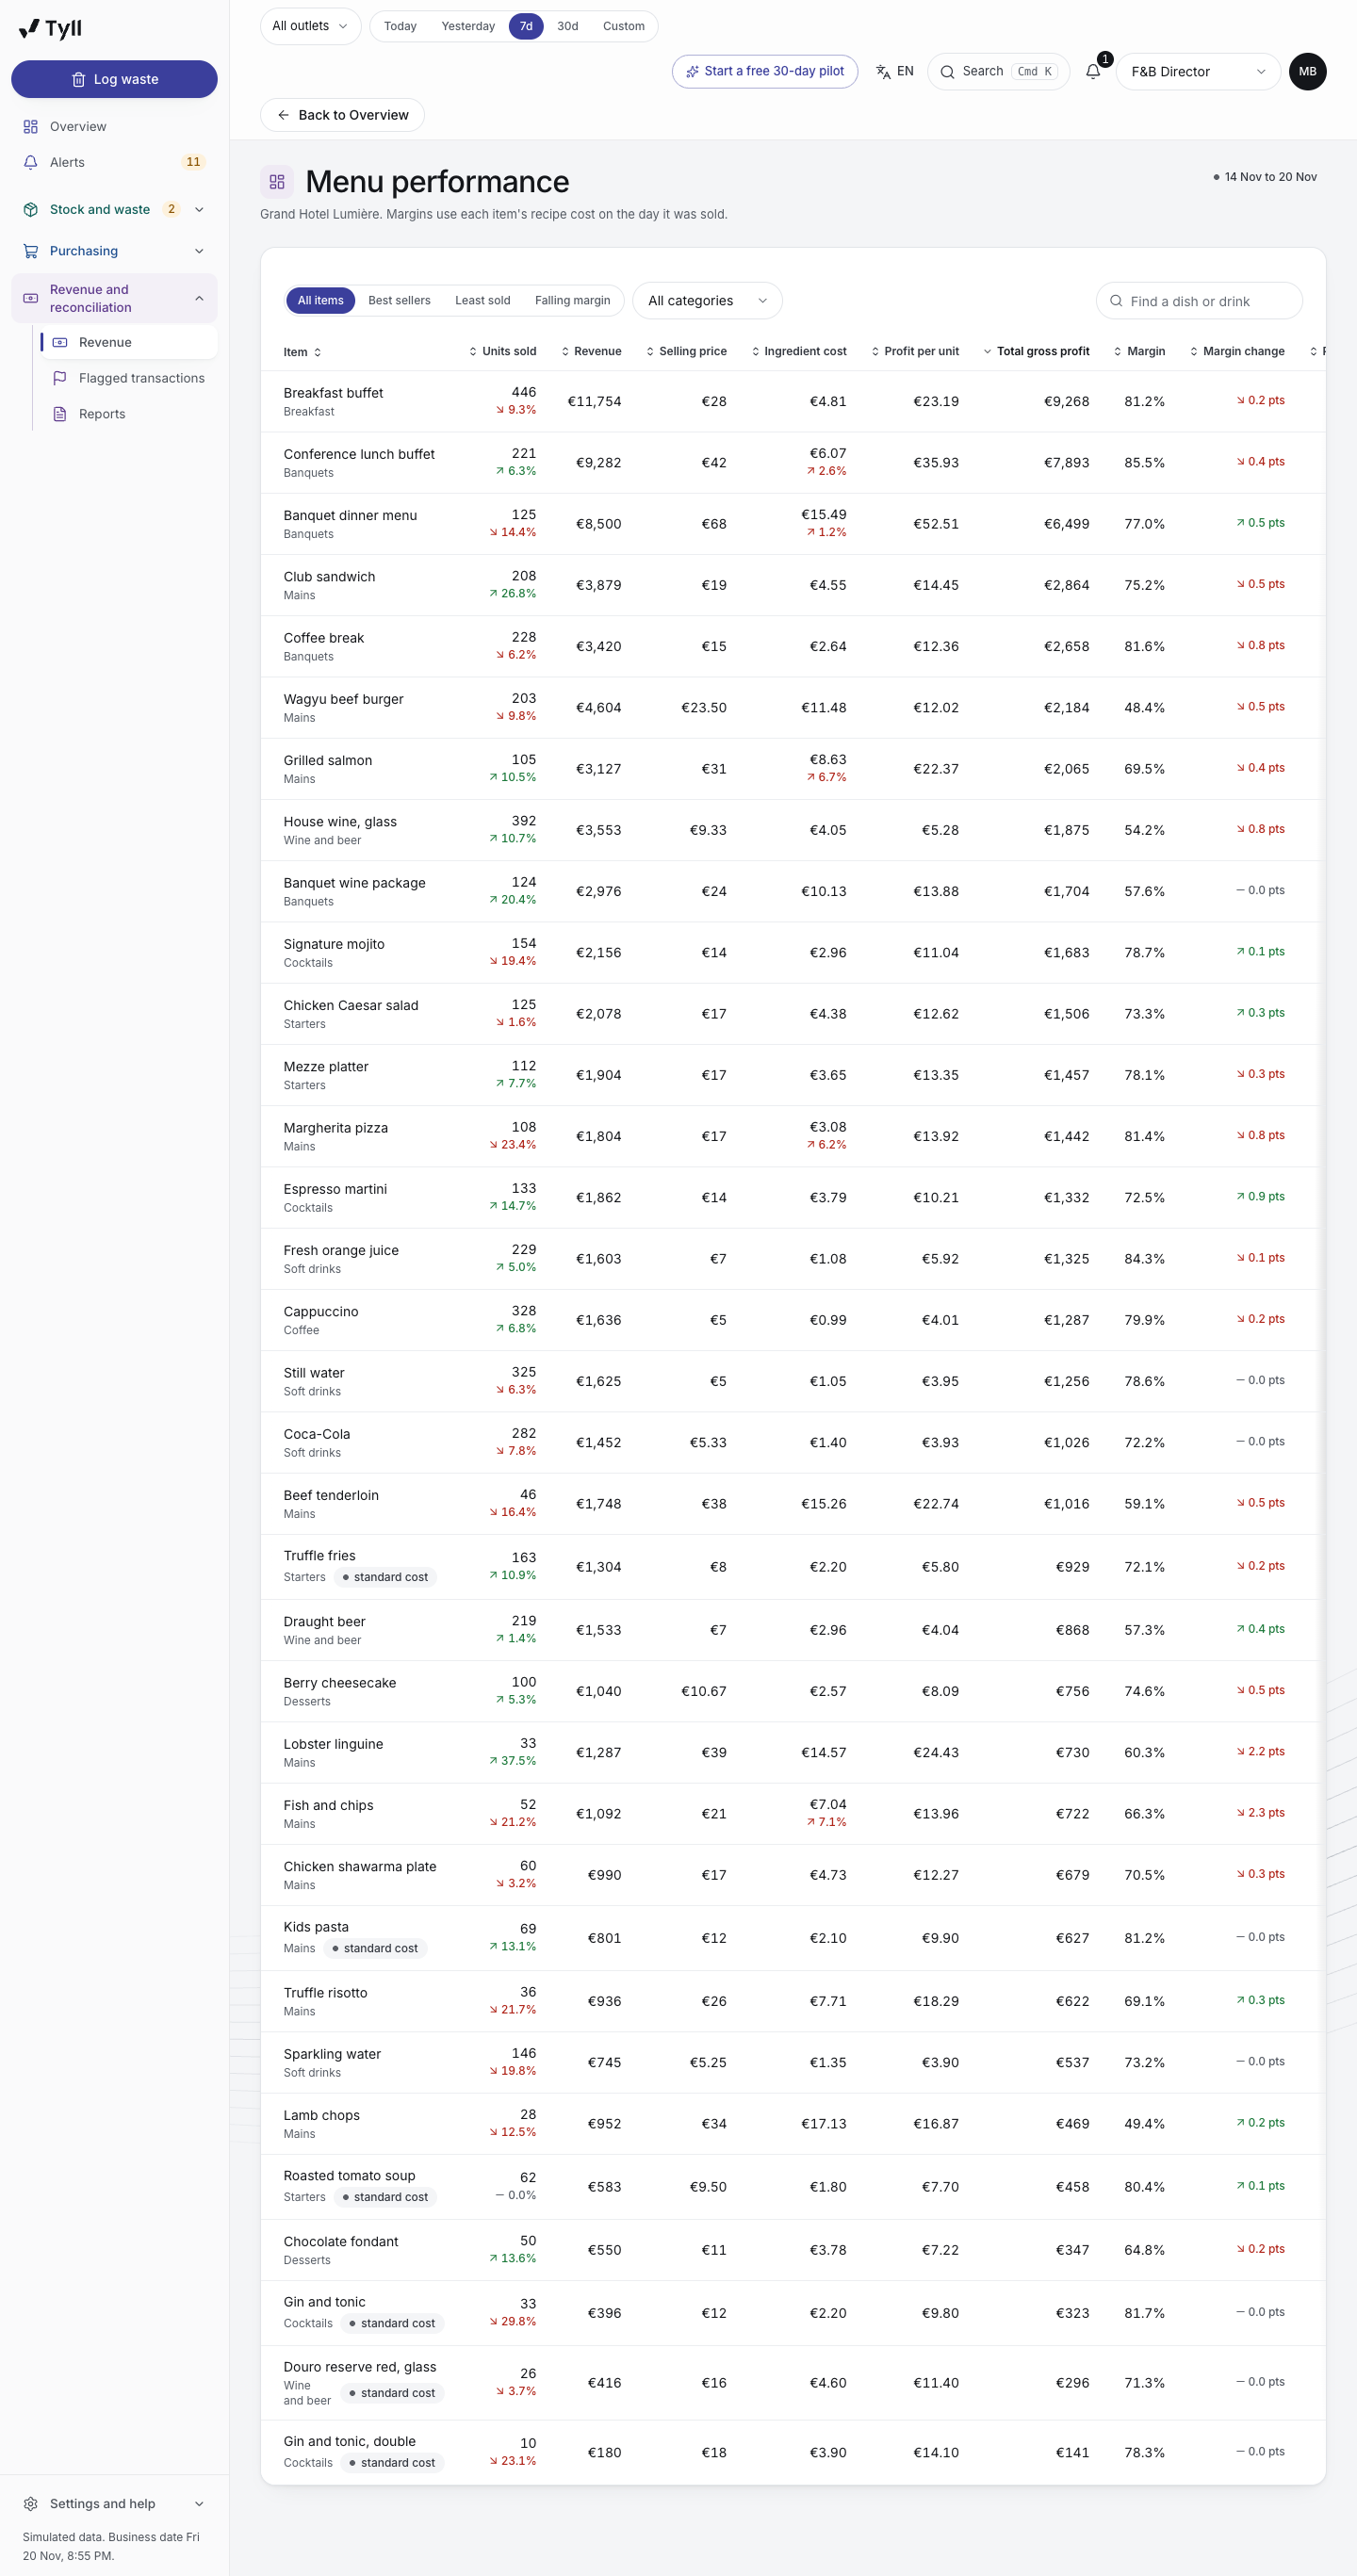 Tyll
Log waste
Overview
Alerts 11
Stock and waste 2
Purchasing
Revenue and
reconciliation
Revenue
Flagged transactions
Reports
Settings and help
Simulated data. Business date Fri
20 Nov, 8:55 PM.
All outlets Today Yesterday 7d 30d Custom
Start a free 30-day pilot EN Search Cmd K 1 F&B Director MB
Back to Overview
Menu performance
14 Nov to 20 Nov
Grand Hotel Lumière. Margins use each item's recipe cost on the day it was sold.
All items Best sellers Least sold Falling margin All categories Find a dish or drink
Item Units sold Revenue Selling price Ingredient cost Profit per unit Total gross profit Margin Margin change
Breakfast buffet 446 €11,754 €28 €4.81 €23.19 €9,268 81.2% 0.2 pts
Breakfast 9.3%
Conference lunch buffet 221 €9,282 €42 €6.07 €35.93 €7,893 85.5% 0.4 pts
Banquets 6.3% 2.6%
Banquet dinner menu 125 €8,500 €68 €15.49 €52.51 €6,499 77.0% 0.5 pts
Banquets 14.4% 1.2%
Club sandwich 208 €3,879 €19 €4.55 €14.45 €2,864 75.2% 0.5 pts
Mains 26.8%
Coffee break 228 €3,420 €15 €2.64 €12.36 €2,658 81.6% 0.8 pts
Banquets 6.2%
Wagyu beef burger 203 €4,604 €23.50 €11.48 €12.02 €2,184 48.4% 0.5 pts
Mains 9.8%
Grilled salmon 105 €3,127 €31 €8.63 €22.37 €2,065 69.5% 0.4 pts
Mains 10.5% 6.7%
House wine, glass 392 €3,553 €9.33 €4.05 €5.28 €1,875 54.2% 0.8 pts
Wine and beer 10.7%
Banquet wine package 124 €2,976 €24 €10.13 €13.88 €1,704 57.6% 0.0 pts
Banquets 20.4%
Signature mojito 154 €2,156 €14 €2.96 €11.04 €1,683 78.7% 0.1 pts
Cocktails 19.4%
Chicken Caesar salad 125 €2,078 €17 €4.38 €12.62 €1,506 73.3% 0.3 pts
Starters 1.6%
Mezze platter 112 €1,904 €17 €3.65 €13.35 €1,457 78.1% 0.3 pts
Starters 7.7%
Margherita pizza 108 €1,804 €17 €3.08 €13.92 €1,442 81.4% 0.8 pts
Mains 23.4% 6.2%
Espresso martini 133 €1,862 €14 €3.79 €10.21 €1,332 72.5% 0.9 pts
Cocktails 14.7%
Fresh orange juice 229 €1,603 €7 €1.08 €5.92 €1,325 84.3% 0.1 pts
Soft drinks 5.0%
Cappuccino 328 €1,636 €5 €0.99 €4.01 €1,287 79.9% 0.2 pts
Coffee 6.8%
Still water 325 €1,625 €5 €1.05 €3.95 €1,256 78.6% 0.0 pts
Soft drinks 6.3%
Coca-Cola 282 €1,452 €5.33 €1.40 €3.93 €1,026 72.2% 0.0 pts
Soft drinks 7.8%
Beef tenderloin 46 €1,748 €38 €15.26 €22.74 €1,016 59.1% 0.5 pts
Mains 16.4%
Truffle fries 163 €1,304 €8 €2.20 €5.80 €929 72.1% 0.2 pts
Starters standard cost 10.9%
Draught beer 219 €1,533 €7 €2.96 €4.04 €868 57.3% 0.4 pts
Wine and beer 1.4%
Berry cheesecake 100 €1,040 €10.67 €2.57 €8.09 €756 74.6% 0.5 pts
Desserts 5.3%
Lobster linguine 33 €1,287 €39 €14.57 €24.43 €730 60.3% 2.2 pts
Mains 37.5%
Fish and chips 52 €1,092 €21 €7.04 €13.96 €722 66.3% 2.3 pts
Mains 21.2% 7.1%
Chicken shawarma plate 60 €990 €17 €4.73 €12.27 €679 70.5% 0.3 pts
Mains 3.2%
Kids pasta 69 €801 €12 €2.10 €9.90 €627 81.2% 0.0 pts
Mains standard cost 13.1%
Truffle risotto 36 €936 €26 €7.71 €18.29 €622 69.1% 0.3 pts
Mains 21.7%
Sparkling water 146 €745 €5.25 €1.35 €3.90 €537 73.2% 0.0 pts
Soft drinks 19.8%
Lamb chops 28 €952 €34 €17.13 €16.87 €469 49.4% 0.2 pts
Mains 12.5%
Roasted tomato soup 62 €583 €9.50 €1.80 €7.70 €458 80.4% 0.1 pts
Starters standard cost 0.0%
Chocolate fondant 50 €550 €11 €3.78 €7.22 €347 64.8% 0.2 pts
Desserts 13.6%
Gin and tonic 33 €396 €12 €2.20 €9.80 €323 81.7% 0.0 pts
Cocktails standard cost 29.8%
Douro reserve red, glass 26 €416 €16 €4.60 €11.40 €296 71.3% 0.0 pts
Wine
and beer standard cost 3.7%
Gin and tonic, double 10 €180 €18 €3.90 €14.10 €141 78.3% 0.0 pts
Cocktails standard cost 23.1%